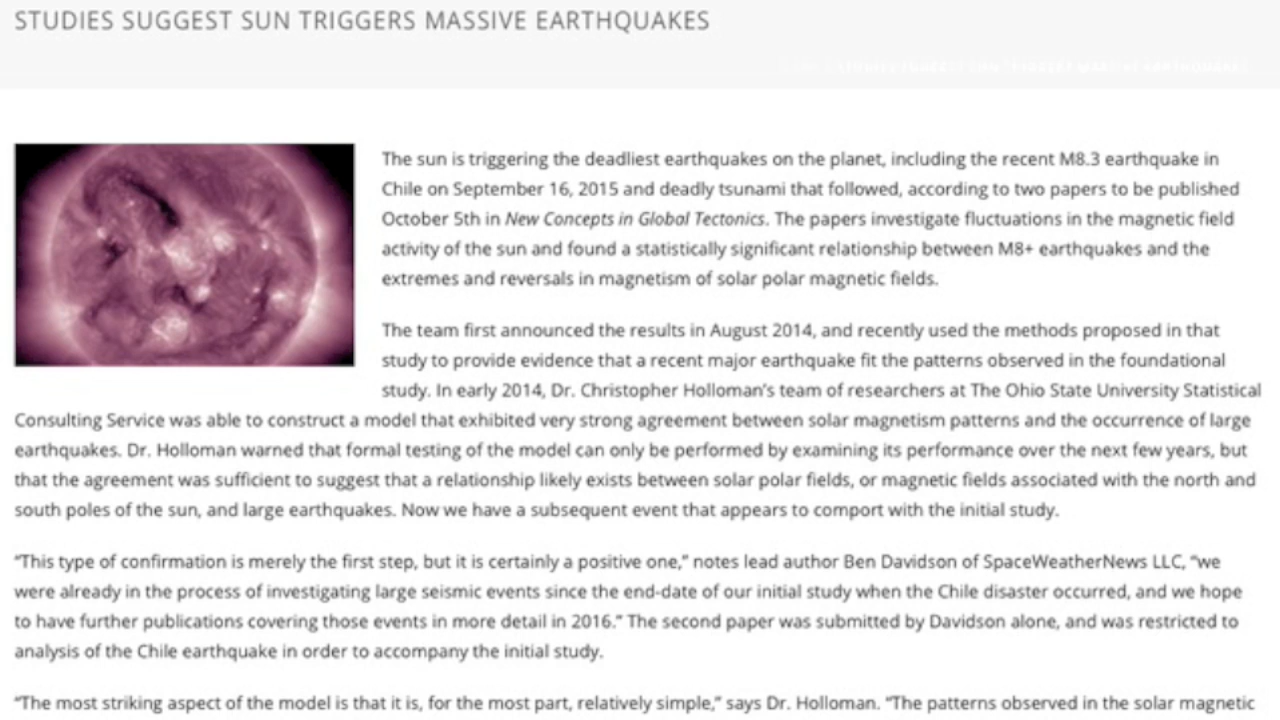 STUDIES SUGGEST SUN TRIGGERS MASSIVE EARTHQUAKES
The sun is triggering the deadliest earthquakes on the planet, including the recent M8.3 earthquake in
Chile on September 16, 2015 and deadly tsunami that followed, according to two papers to be published
October 5th in New Concepts in Global Tectonics. The papers investigate fluctuations in the magnetic field
activity of the sun and found a statistically significant relationship between M8+ earthquakes and the
extremes and reversals in magnetism of solar polar magnetic fields.
The team first announced the results in August 2014, and recently used the methods proposed in that
study to provide evidence that a recent major earthquake fit the patterns observed in the foundational
study. In early 2014, Dr. Christopher Holloman’s team of researchers at The Ohio State University Statistical
Consulting Service was able to construct a model that exhibited very strong agreement between solar magnetism patterns and the occurrence of large
earthquakes. Dr. Holloman warned that formal testing of the model can only be performed by examining its performance over the next few years, but
that the agreement was sufficient to suggest that a relationship likely exists between solar polar fields, or magnetic fields associated with the north and
south poles of the sun, and large earthquakes. Now we have a subsequent event that appears to comport with the initial study.
“This type of confirmation is merely the first step, but it is certainly a positive one,” notes lead author Ben Davidson of SpaceWeatherNews LLC, “we
were already in the process of investigating large seismic events since the end-date of our initial study when the Chile disaster occurred, and we hope
to have further publications covering those events in more detail in 2016.” The second paper was submitted by Davidson alone, and was restricted to
analysis of the Chile earthquake in order to accompany the initial study.
“The most striking aspect of the model is that it is, for the most part, relatively simple,” says Dr. Holloman. “The patterns observed in the solar magnetic